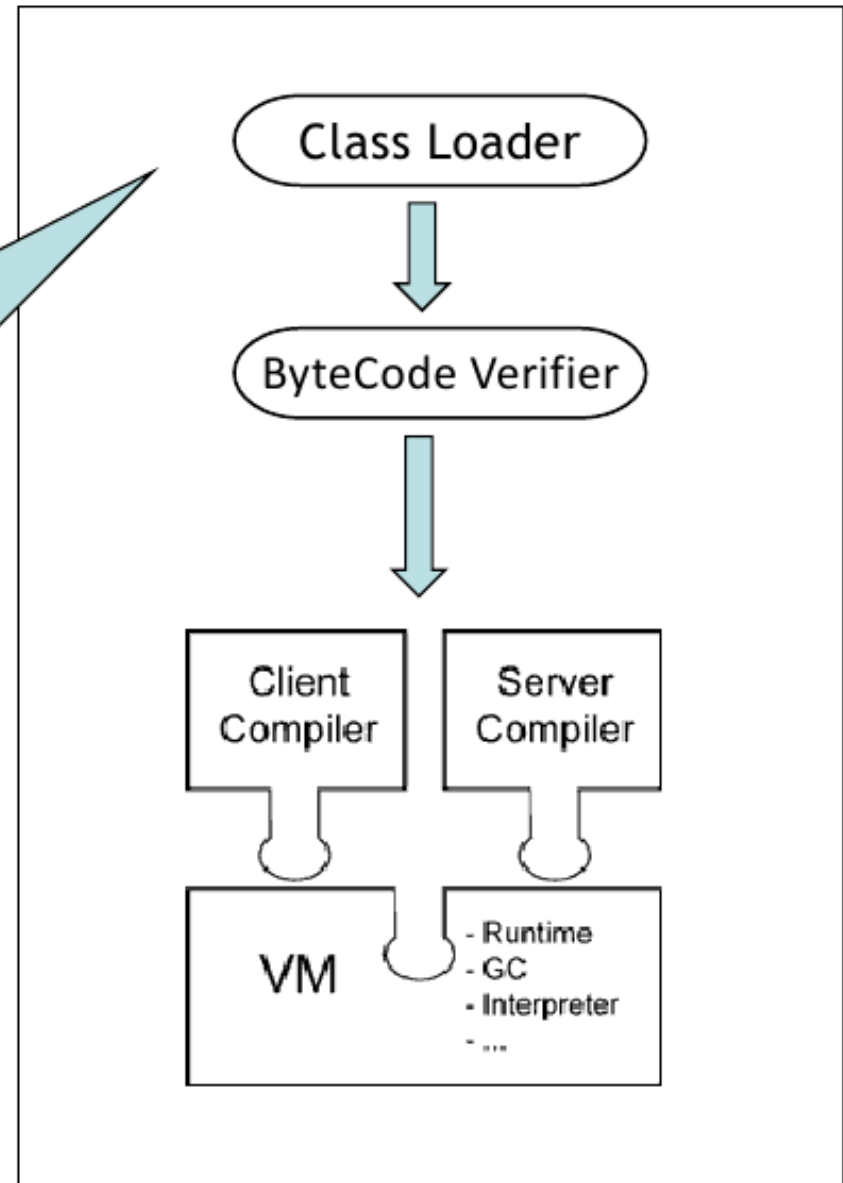 Class Loader
ByteCode Verifier
Client
Compiler
Server
Compiler
VM
- Runtime
- GC
- Interpreter
- ...